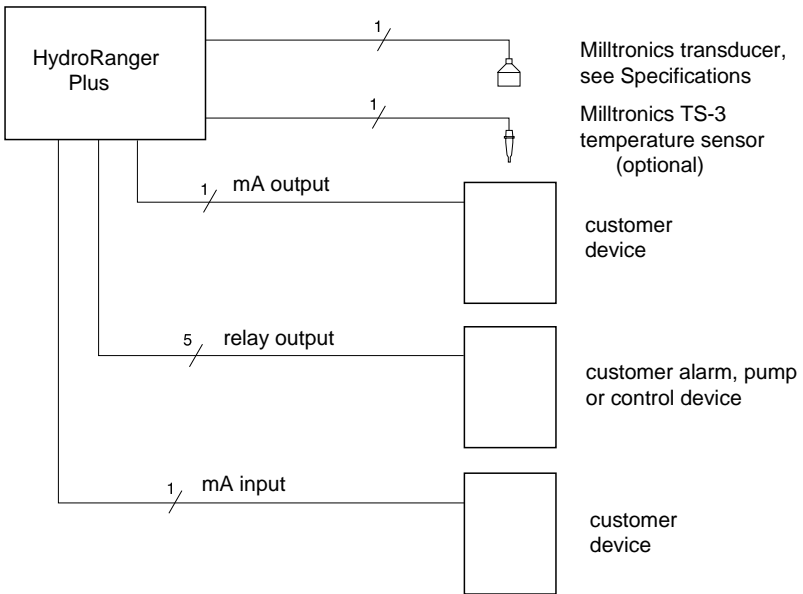 HydroRanger
Plus
1
Milltronics transducer,
see Specifications
1
Milltronics TS-3
temperature sensor
(optional)
1
mA output
customer
device
5
relay output
customer alarm, pump
or control device
1
mA input
customer
device